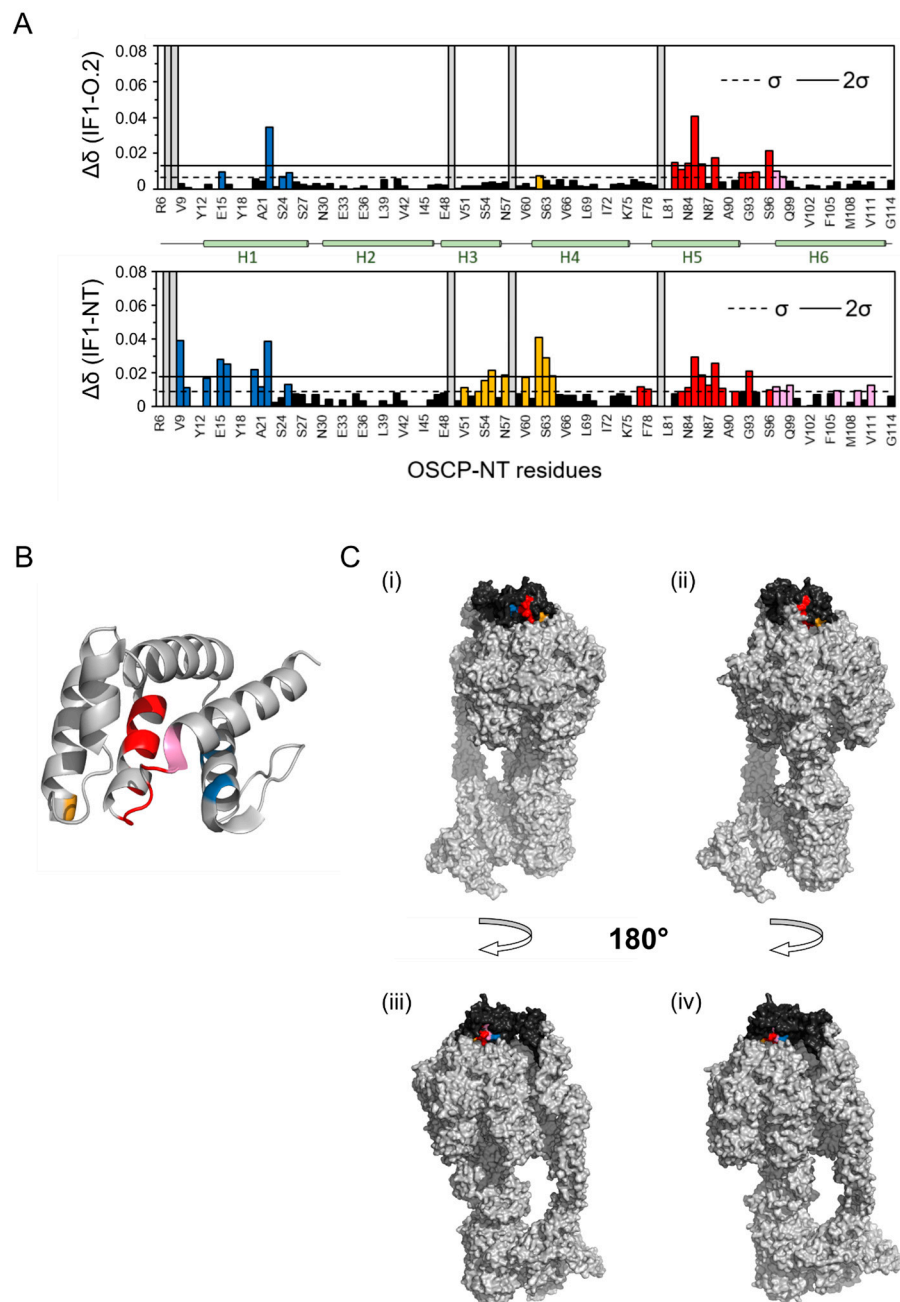 A
Δδ (IF1-O.2)
0.08
0.06
0.04
0.02
0
σ 2σ
R6 V9 Y12 E15 Y18 A21 S24 S27 N30 E33 E36 L39 V42 I45 E48 V51 S54 N57 V60 S63 V66 L69 I72 K75 F78 L81 N84 N87 A90 G93 S96 Q99 V102 F105 M108 V111 G114
H1 H2 H3 H4 H5 H6
Δδ (IF1-NT)
0.08
0.06
0.04
0.02
0
σ 2σ
R6 V9 Y12 E15 Y18 A21 S24 S27 N30 E33 E36 L39 V42 I45 E48 V51 S54 N57 V60 S63 V66 L69 I72 K75 F78 L81 N84 N87 A90 G93 S96 Q99 V102 F105 M108 V111 G114
OSCP-NT residues
B
C
(i)
(ii)
180°
(iii)
(iv)